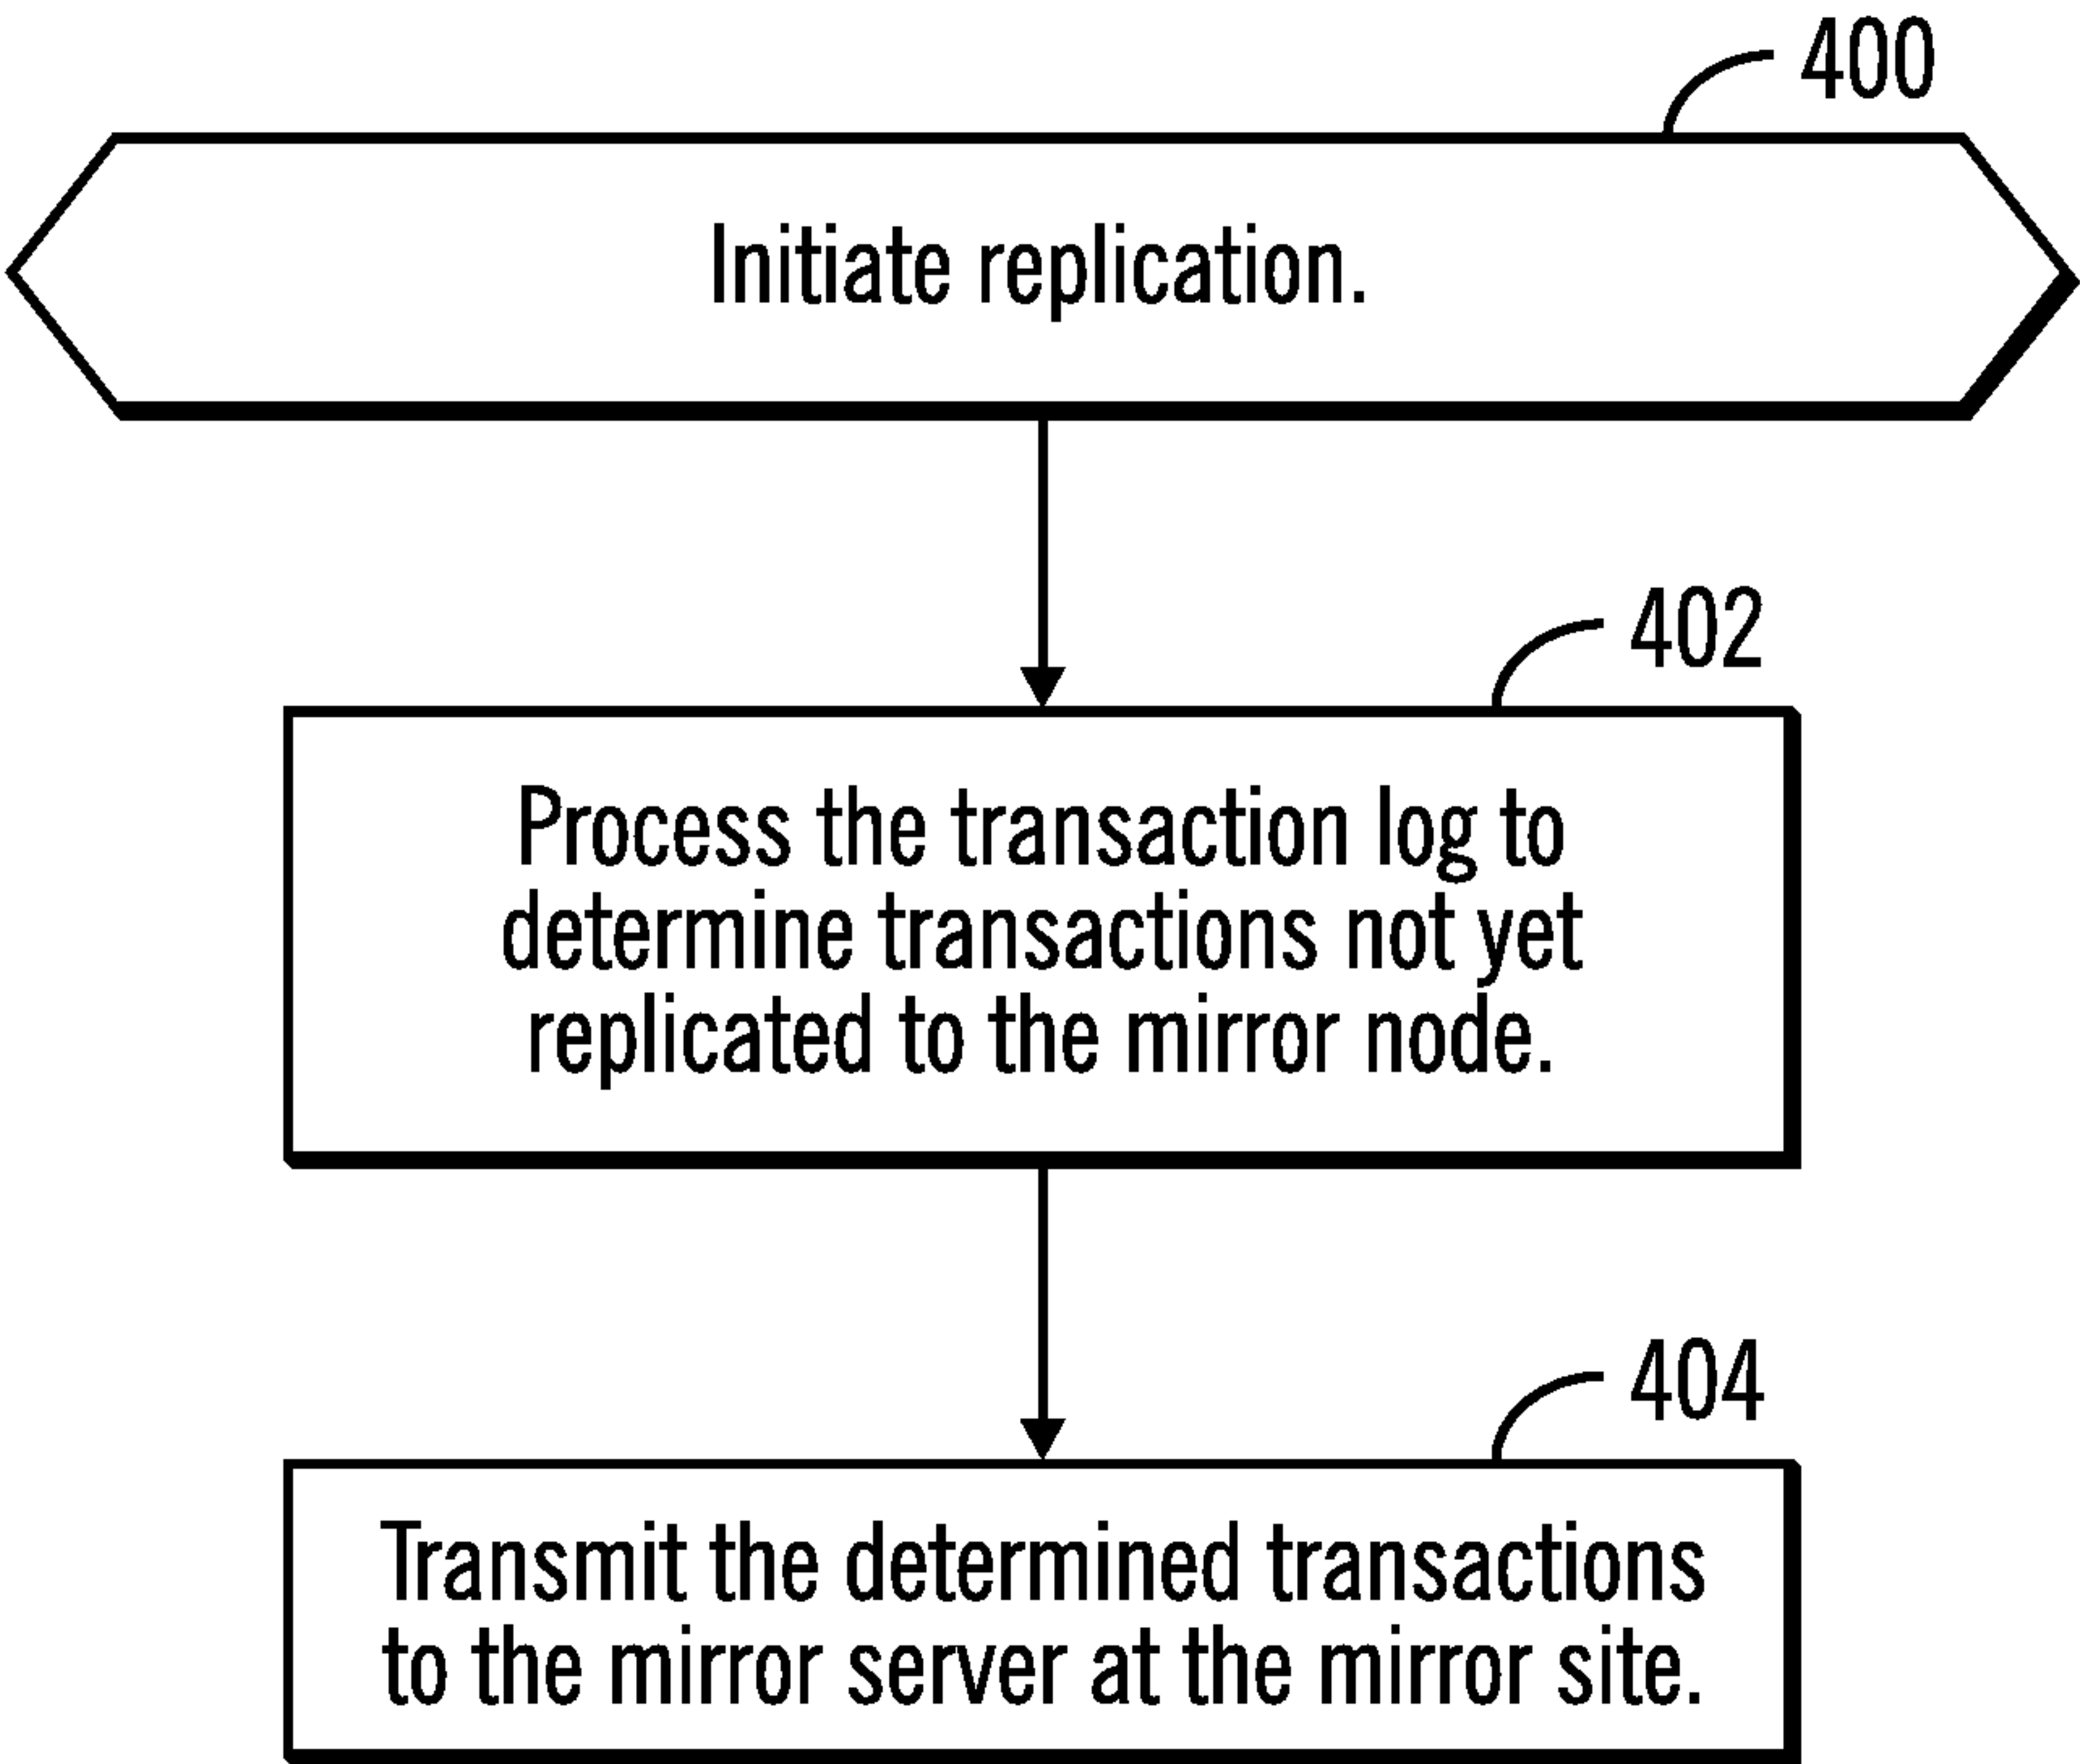 400
Initiate replication.
402
Process the transaction log to
determine transactions not yet
replicated to the mirror node.
404
Transmit the determined transactions
to the mirror server at the mirror site.